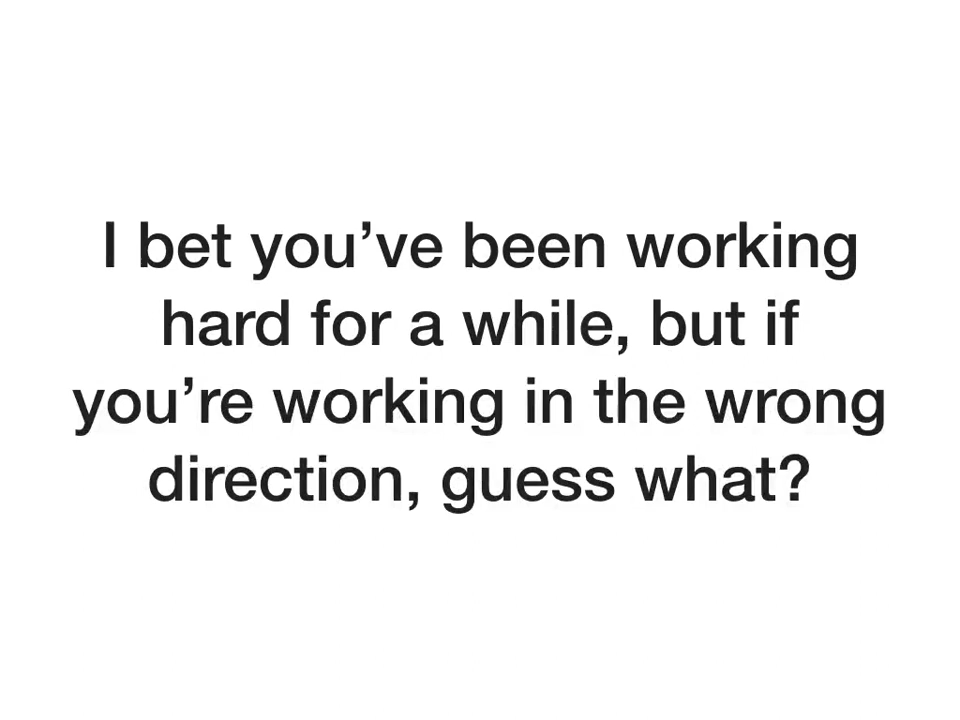 I bet you’ve been working
hard for a while, but if
you’re working in the wrong
direction, guess what?